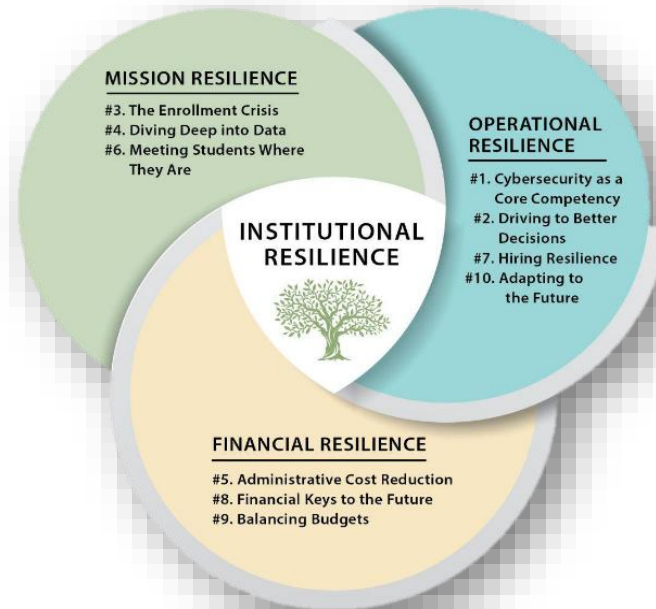 MISSION RESILIENCE
#3. The Enrollment Crisis
#4. Diving Deep into Data
#6. Meeting Students Where
They Are
OPERATIONAL
RESILIENCE
#1. Cybersecurity as a
Core Competency
#2. Driving to Better
Decisions
#7. Hiring Resilience
#10. Adapting to
the Future
INSTITUTIONAL
RESILIENCE
FINANCIAL RESILIENCE
#5. Administrative Cost Reduction
#8. Financial Keys to the Future
#9. Balancing Budgets